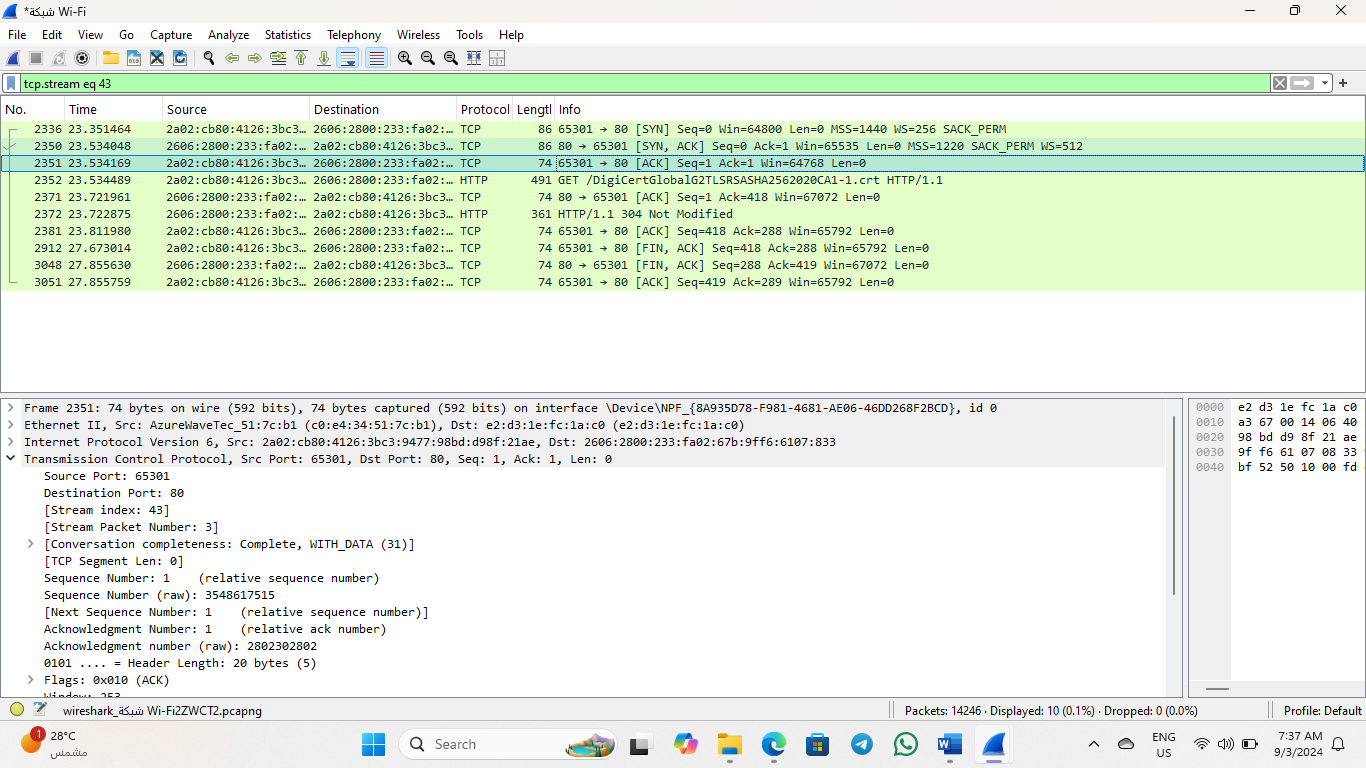 *شبكة Wi-Fi
File Edit View Go Capture Analyze Statistics Telephony Wireless Tools Help
tcp.stream eq 43
No. Time Source Destination Protocol Lengtl Info
2336 23.351464 2a02:cb80:4126:3bc3… 2606:2800:233:fa02:… TCP 86 65301 → 80 [SYN] Seq=0 Win=64800 Len=0 MSS=1440 WS=256 SACK_PERM
2350 23.534048 2606:2800:233:fa02:… 2a02:cb80:4126:3bc3… TCP 86 80 → 65301 [SYN, ACK] Seq=0 Ack=1 Win=65535 Len=0 MSS=1220 SACK_PERM WS=512
2351 23.534169 2a02:cb80:4126:3bc3… 2606:2800:233:fa02:… TCP 74 65301 → 80 [ACK] Seq=1 Ack=1 Win=64768 Len=0
2352 23.534489 2a02:cb80:4126:3bc3… 2606:2800:233:fa02:… HTTP 491 GET /DigiCertGlobalG2TLSRSASHA2562020CA1-1.crt HTTP/1.1
2371 23.721961 2606:2800:233:fa02:… 2a02:cb80:4126:3bc3… TCP 74 80 → 65301 [ACK] Seq=1 Ack=418 Win=67072 Len=0
2372 23.722875 2606:2800:233:fa02:… 2a02:cb80:4126:3bc3… HTTP 361 HTTP/1.1 304 Not Modified
2381 23.811980 2a02:cb80:4126:3bc3… 2606:2800:233:fa02:… TCP 74 65301 → 80 [ACK] Seq=418 Ack=288 Win=65792 Len=0
2912 27.673014 2a02:cb80:4126:3bc3… 2606:2800:233:fa02:… TCP 74 65301 → 80 [FIN, ACK] Seq=418 Ack=288 Win=65792 Len=0
3048 27.855630 2606:2800:233:fa02:… 2a02:cb80:4126:3bc3… TCP 74 80 → 65301 [FIN, ACK] Seq=288 Ack=419 Win=67072 Len=0
3051 27.855759 2a02:cb80:4126:3bc3… 2606:2800:233:fa02:… TCP 74 65301 → 80 [ACK] Seq=419 Ack=289 Win=65792 Len=0
Frame 2351: 74 bytes on wire (592 bits), 74 bytes captured (592 bits) on interface \Device\NPF_{8A935D78-F981-4681-AE06-46DD268F2BCD}, id 0
Ethernet II, Src: AzureWaveTec_51:7c:b1 (c0:e4:34:51:7c:b1), Dst: e2:d3:1e:fc:1a:c0 (e2:d3:1e:fc:1a:c0)
Internet Protocol Version 6, Src: 2a02:cb80:4126:3bc3:9477:98bd:d98f:21ae, Dst: 2606:2800:233:fa02:67b:9ff6:6107:833
Transmission Control Protocol, Src Port: 65301, Dst Port: 80, Seq: 1, Ack: 1, Len: 0
Source Port: 65301
Destination Port: 80
[Stream index: 43]
[Stream Packet Number: 3]
[Conversation completeness: Complete, WITH_DATA (31)]
[TCP Segment Len: 0]
Sequence Number: 1 (relative sequence number)
Sequence Number (raw): 3548617515
[Next Sequence Number: 1 (relative sequence number)]
Acknowledgment Number: 1 (relative ack number)
Acknowledgment number (raw): 2802302802
0101 .... = Header Length: 20 bytes (5)
Flags: 0x010 (ACK)
Window: 253
0000 e2 d3 1e fc 1a c0
0010 a3 67 00 14 06 40
0020 98 bd d9 8f 21 ae
0030 9f f6 61 07 08 33
0040 bf 52 50 10 00 fd
wireshark_شبكة Wi-Fi2ZWCT2.pcapng
Packets: 14246 · Displayed: 10 (0.1%) · Dropped: 0 (0.0%)
Profile: Default
1
28°C
مشمس
Search
ENG
US
7:37 AM
9/3/2024